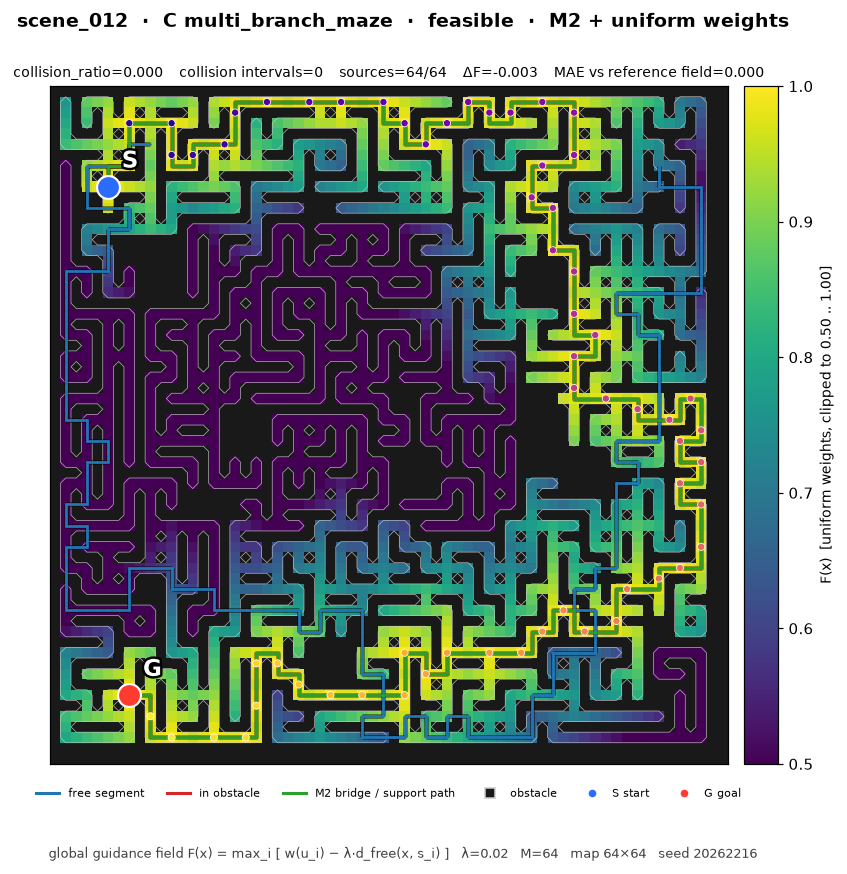 scene_012 · C multi_branch_maze · feasible · M2 + uniform weights
collision_ratio=0.000 collision intervals=0 sources=64/64 ΔF=-0.003 MAE vs reference field=0.000
S
G
1.0
0.9
0.8
0.7
0.6
0.5
F(x) [uniform weights, clipped to 0.50 .. 1.00]
free segment
in obstacle
M2 bridge / support path
obstacle
S start
G goal
global guidance field F(x) = max_i [ w(u_i) − λ·d_free(x, s_i) ] λ=0.02 M=64 map 64×64 seed 20262216